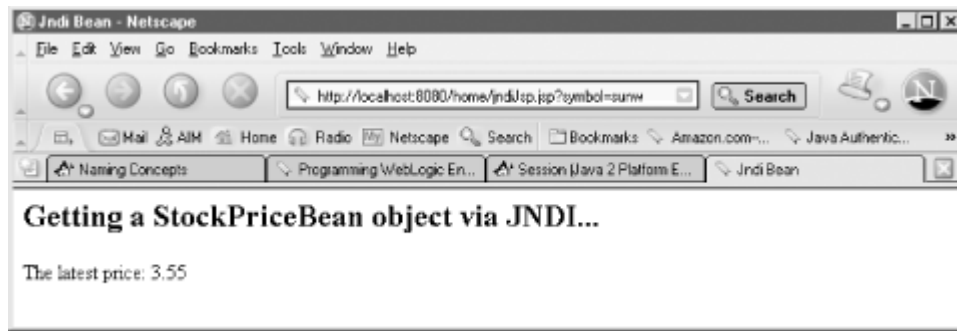 Jndi Bean - Netscape
File Edit View Go Bookmarks Tools Window Help
http://localhost:8080/home/jndiJsp.jsp?symbol=sunw Search N
Mail AIM Home Radio My Netscape Search Bookmarks Amazon.com-... Java Authentic... »
Naming Concepts Programming WebLogic En... Session (Java 2 Platform E... Jndi Bean
Getting a StockPriceBean object via JNDI...
The latest price: 3.55